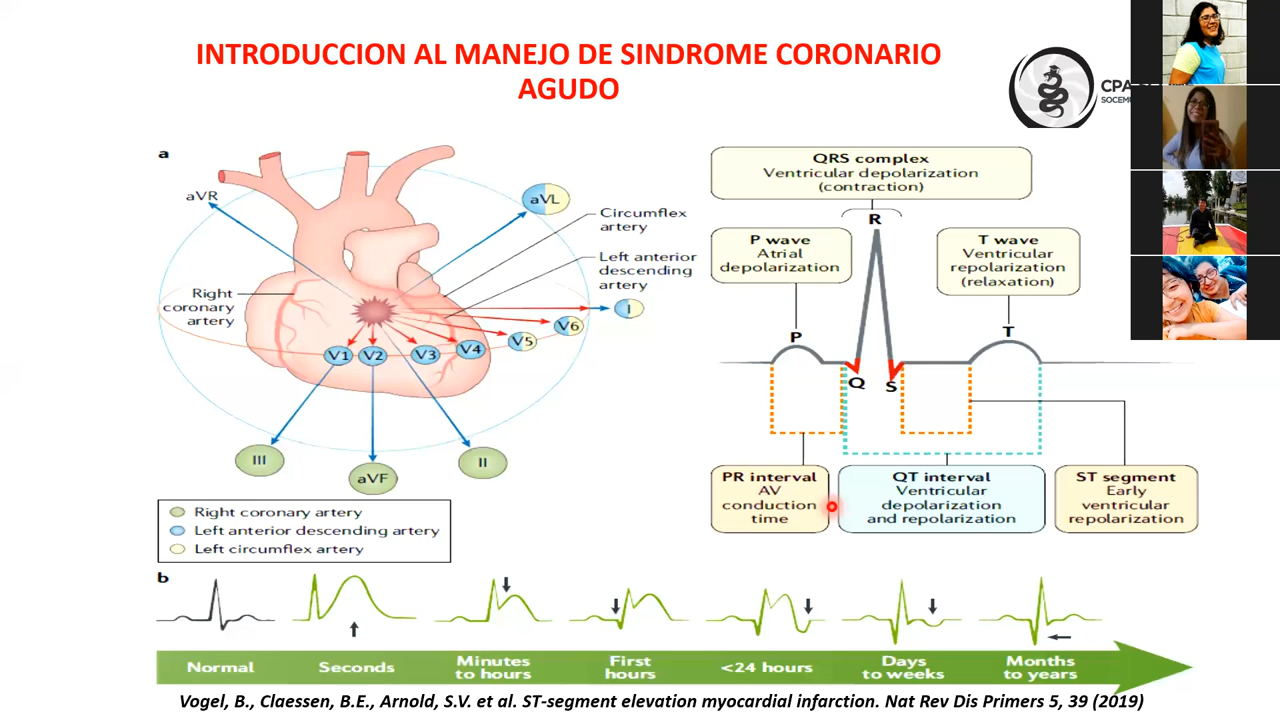 INTRODUCCION AL MANEJO DE SINDROME CORONARIO
AGUDO
a
aVR
aVL
Circumflex
artery
Left anterior
descending
artery
Right
coronary
artery
I
V6
V5
V4
V3
V2
V1
III
aVF
II
Right coronary artery
Left anterior descending artery
Left circumflex artery
QRS complex
Ventricular depolarization
(contraction)
R
P wave
Atrial
depolarization
T wave
Ventricular
repolarization
(relaxation)
P
T
Q
S
PR interval
AV
conduction
time
QT interval
Ventricular
depolarization
and repolarization
ST segment
Early
ventricular
repolarization
b
Normal
Seconds
Minutes
to hours
First
hours
<24 hours
Days
to weeks
Months
to years
Vogel, B., Claessen, B.E., Arnold, S.V. et al. ST-segment elevation myocardial infarction. Nat Rev Dis Primers 5, 39 (2019)